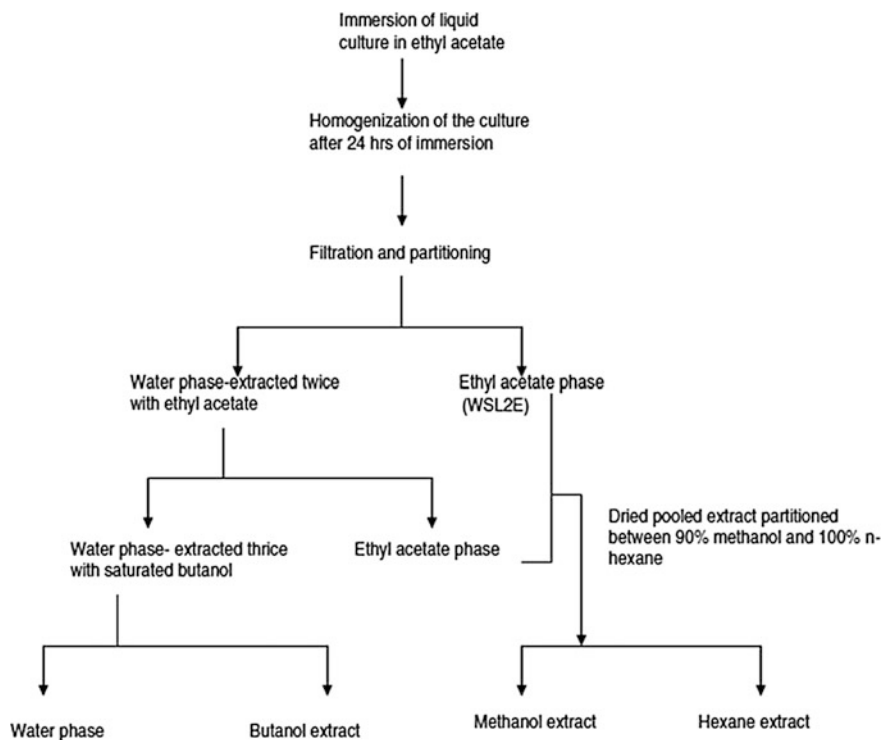 Immersion of liquid
culture in ethyl acetate
Homogenization of the culture
after 24 hrs of immersion
Filtration and partitioning
Water phase-extracted twice
with ethyl acetate
Ethyl acetate phase
(WSL2E)
Water phase- extracted thrice
with saturated butanol
Ethyl acetate phase
Dried pooled extract partitioned
between 90% methanol and 100% n-
hexane
Water phase
Butanol extract
Methanol extract
Hexane extract